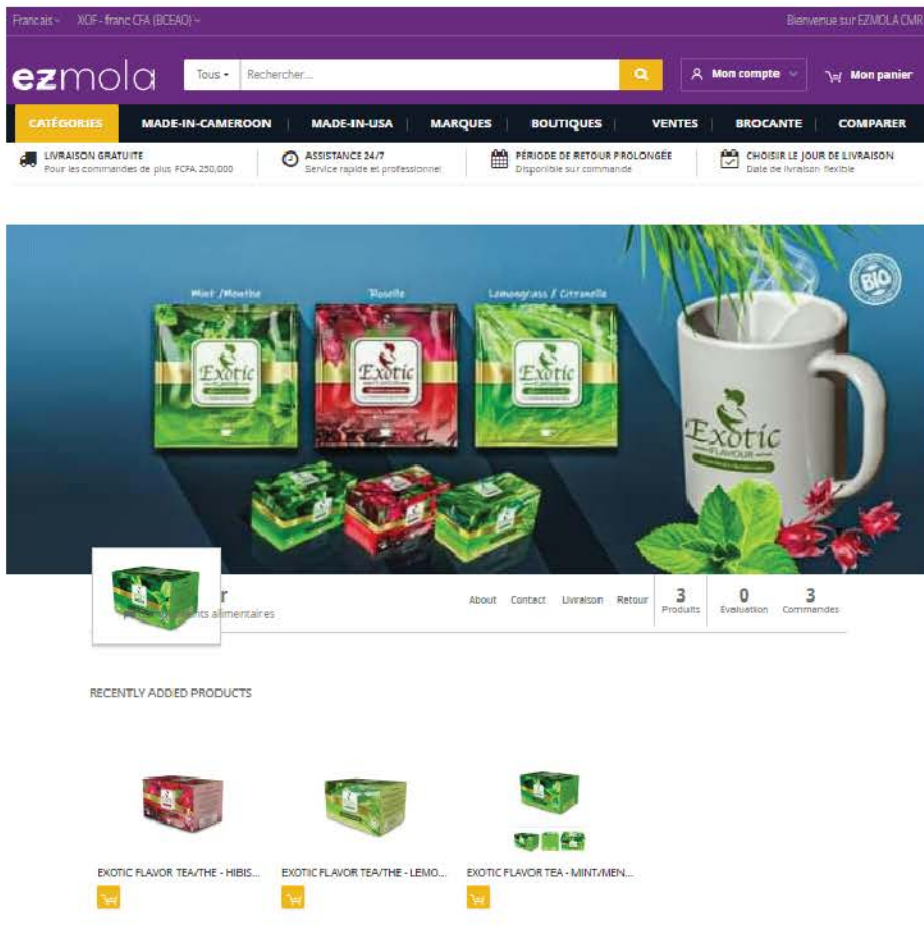 Francais
XOF - franc CFA (BCEAO)
Bienvenue sur EZMOLA CMR
ezmola
Tous
Rechercher...
Mon compte
Mon panier
CATÉGORIES
MADE-IN-CAMEROON
MADE-IN-USA
MARQUES
BOUTIQUES
VENTES
BROCANTE
COMPARER
LIVRAISON GRATUITE
Pour les commandes de plus FCFA 250,000
ASSISTANCE 24/7
Service rapide et professionnel
PÉRIODE DE RETOUR PROLONGÉE
Disponible sur commande
CHOISIR LE JOUR DE LIVRAISON
Date de livraison flexible
Mint /Menthe
Roselle
Lemongrass / Citronelle
BIO
Exotic
Exotic
Exotic
Exotic
FLAVOUR
r
alimentaires
About
Contact
Livraison
Retour
3
Produits
0
Évaluation
3
Commandes
RECENTLY ADDED PRODUCTS
EXOTIC FLAVOR TEA/THE - HIBIS...
EXOTIC FLAVOR TEA/THE - LEMO...
EXOTIC FLAVOR TEA - MINT/MEN...